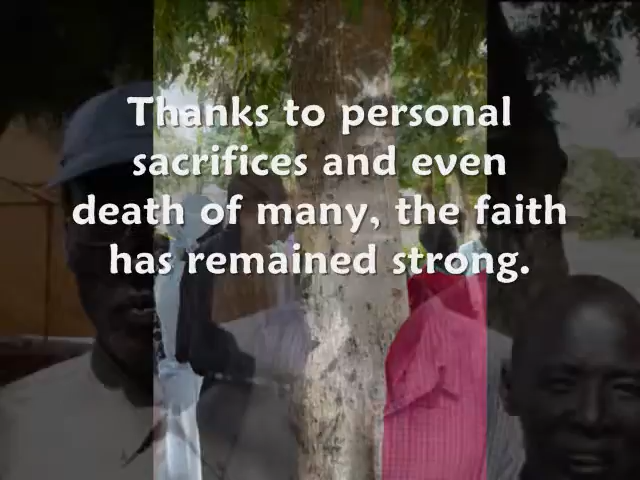 Thanks to personal
sacrifices and even
death of many, the faith
has remained strong.